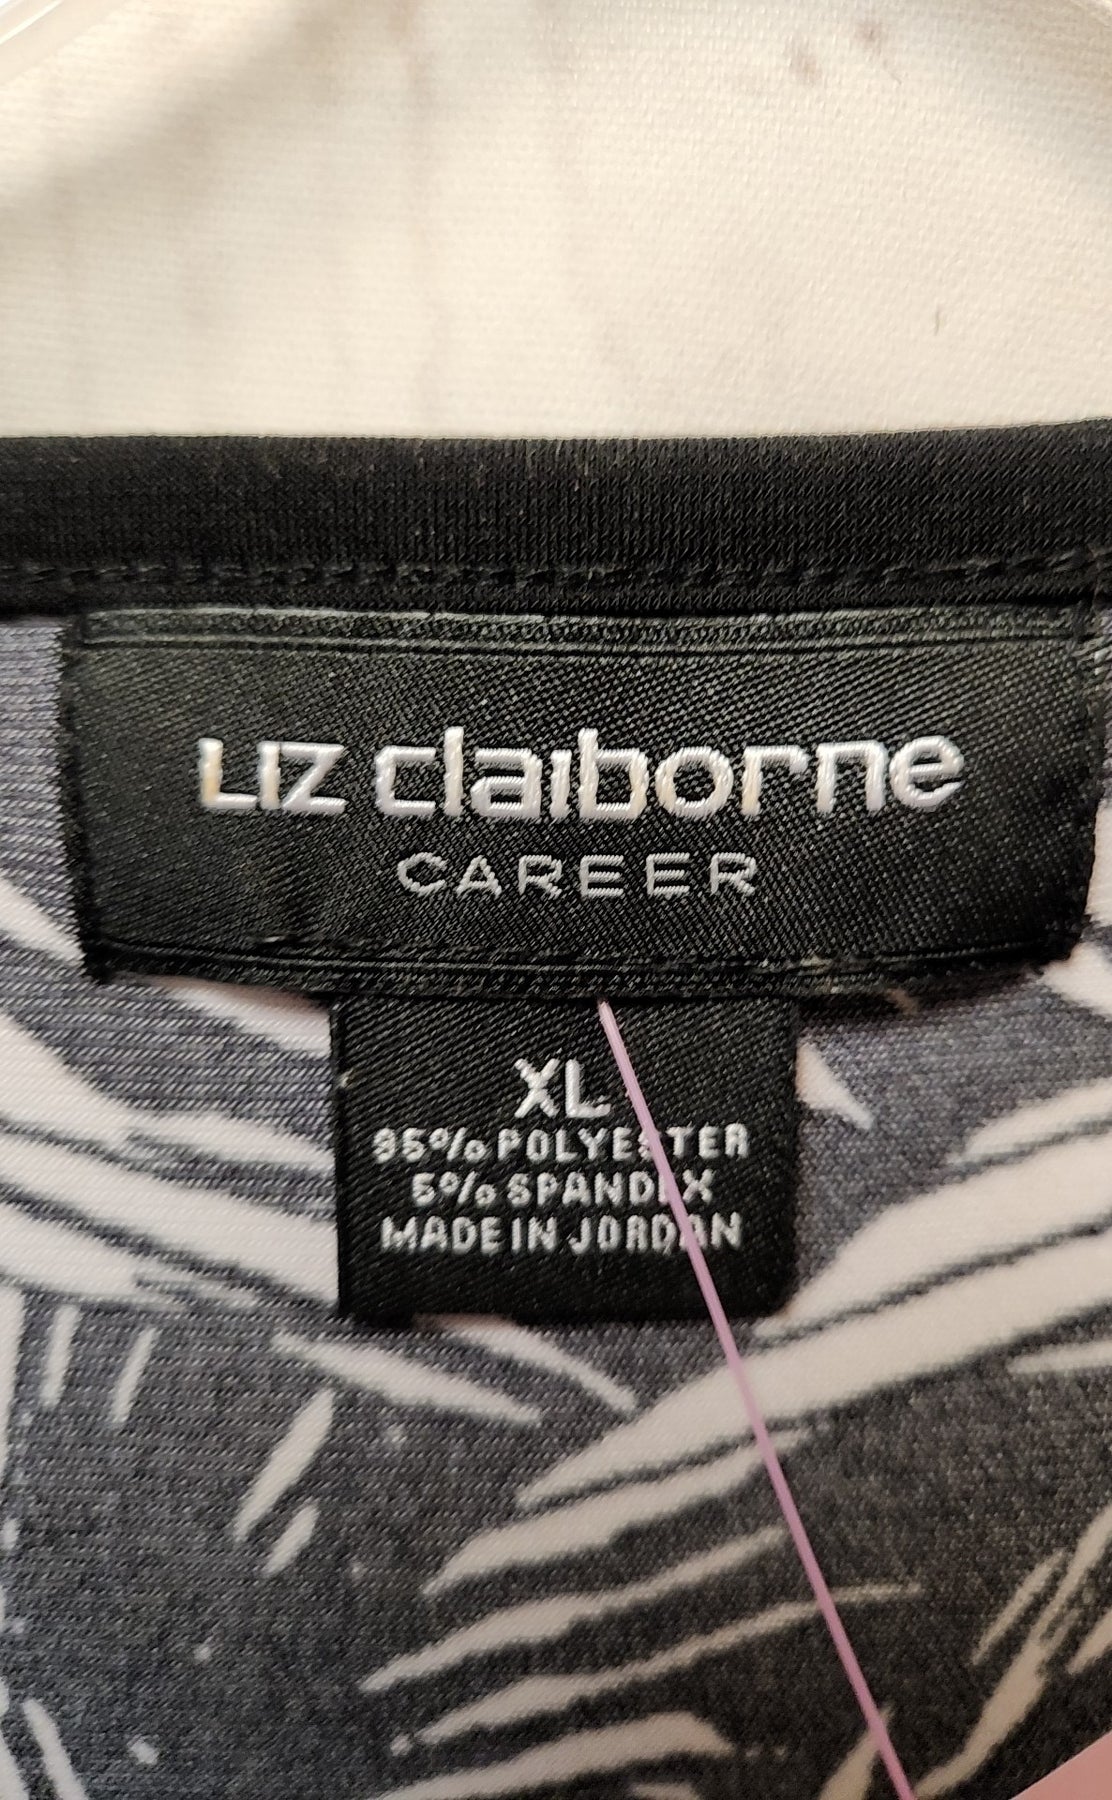 Liz claiborne
CAREER
XL
95% POLYESTER
5% SPANDEX
MADE IN JORDAN